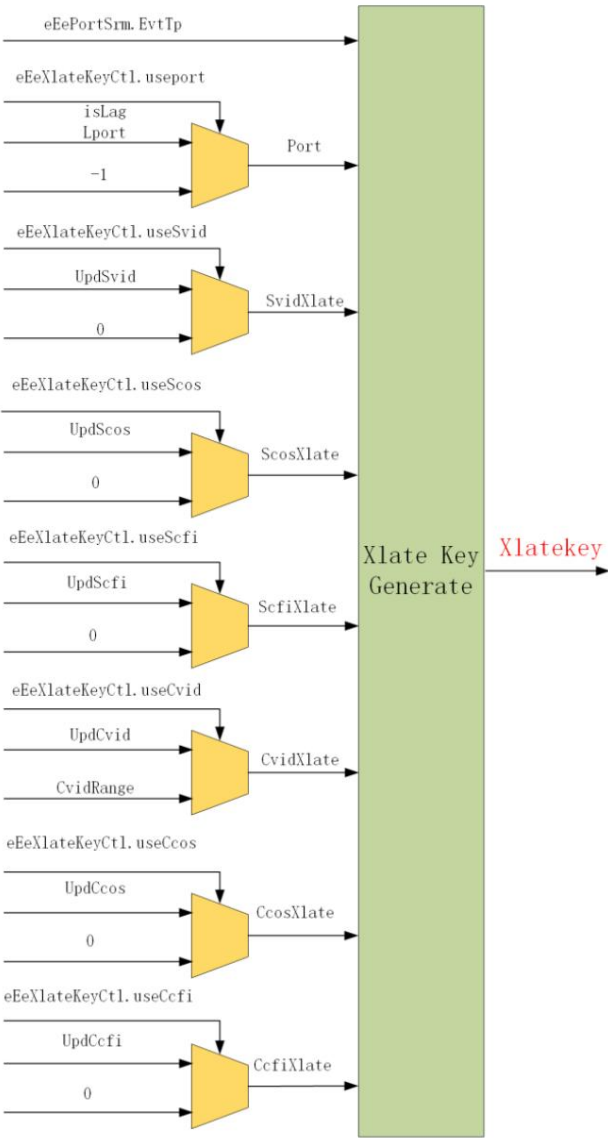 eEePortSrm.EvtTp
eEeXlateKeyCtl.useport
isLag
Lport
Port
-1
eEeXlateKeyCtl.useSvid
UpdSvid
SvidXlate
0
eEeXlateKeyCtl.useScos
UpdScos
ScosXlate
0
eEeXlateKeyCtl.useScfi
UpdScfi
ScfiXlate
0
Xlate Key
Generate
Xlatekey
eEeXlateKeyCtl.useCvid
UpdCvid
CvidXlate
CvidRange
eEeXlateKeyCtl.useCcos
UpdCcos
CcosXlate
0
eEeXlateKeyCtl.useCcfi
UpdCcfi
CcfiXlate
0